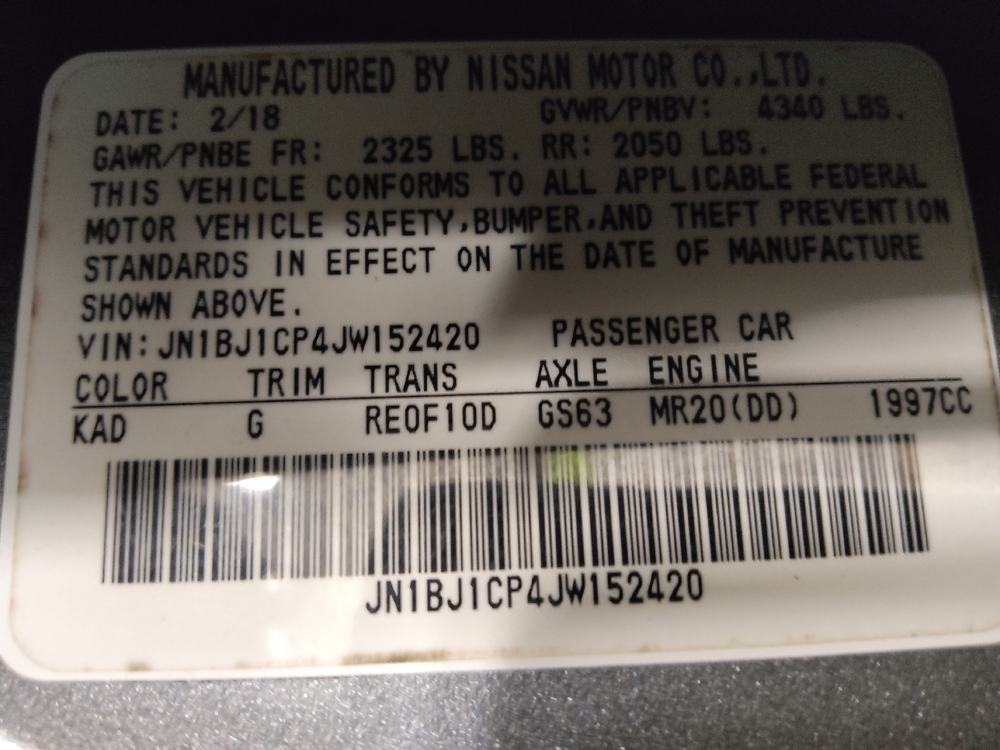 MANUFACTURED BY NISSAN MOTOR CO.,LTD.
DATE: 2/18 GVWR/PNBV: 4340 LBS.
GAWR/PNBE FR: 2325 LBS. RR: 2050 LBS.
THIS VEHICLE CONFORMS TO ALL APPLICABLE FEDERAL
MOTOR VEHICLE SAFETY,BUMPER,AND THEFT PREVENTION
STANDARDS IN EFFECT ON THE DATE OF MANUFACTURE
SHOWN ABOVE.
VIN:JN1BJ1CP4JW152420 PASSENGER CAR
COLOR TRIM TRANS AXLE ENGINE
KAD G RE0F10D GS63 MR20(DD) 1997CC
JN1BJ1CP4JW152420